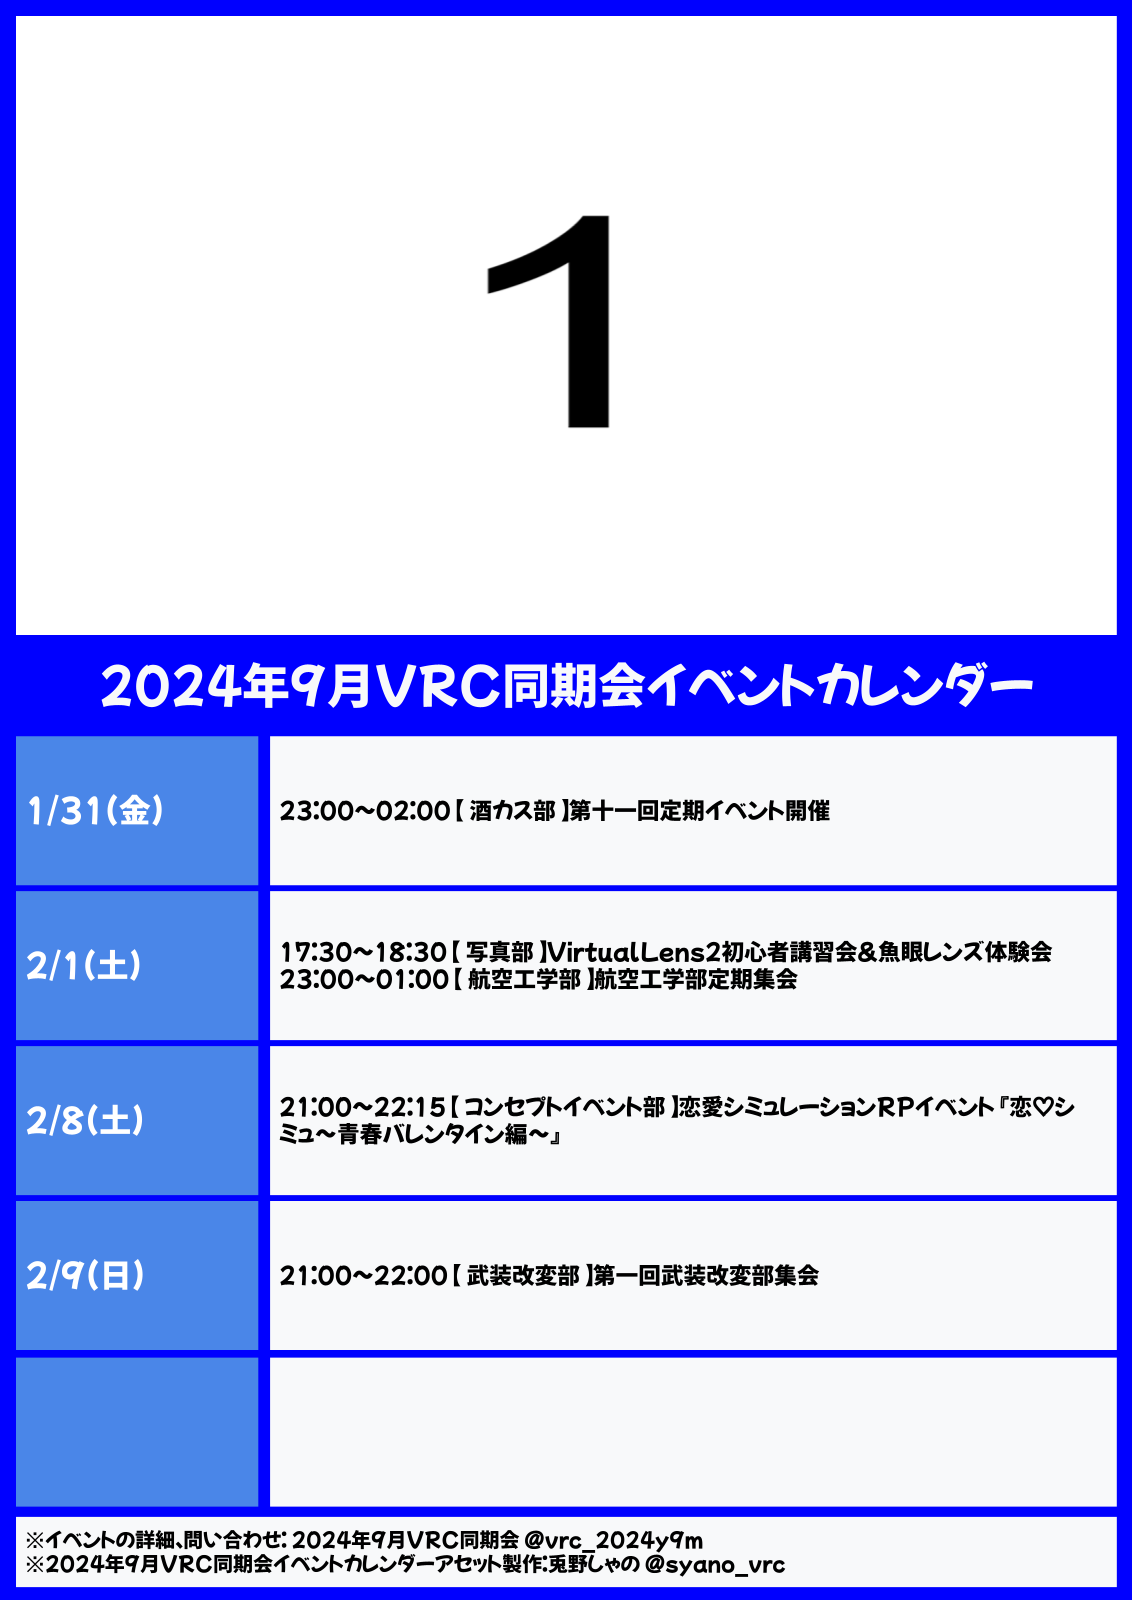 1
2024年9月VRC同期会イベントカレンダー
1/31(金)
23:00～02:00【 酒カス部 】第十一回定期イベント開催
2/1(土)
17:30～18:30【 写真部 】VirtualLens2初心者講習会&魚眼レンズ体験会
23:00～01:00【 航空工学部 】航空工学部定期集会
2/8(土)
21:00～22:15【 コンセプトイベント部 】恋愛シミュレーションRPイベント『恋♡シ
ミュ～青春バレンタイン編～』
2/9(日)
21:00～22:00【 武装改変部 】第一回武装改変部集会
※イベントの詳細、問い合わせ: 2024年9月VRC同期会 @vrc_2024y9m
※2024年9月VRC同期会イベントカレンダーアセット製作:兎野しゃの @syano_vrc